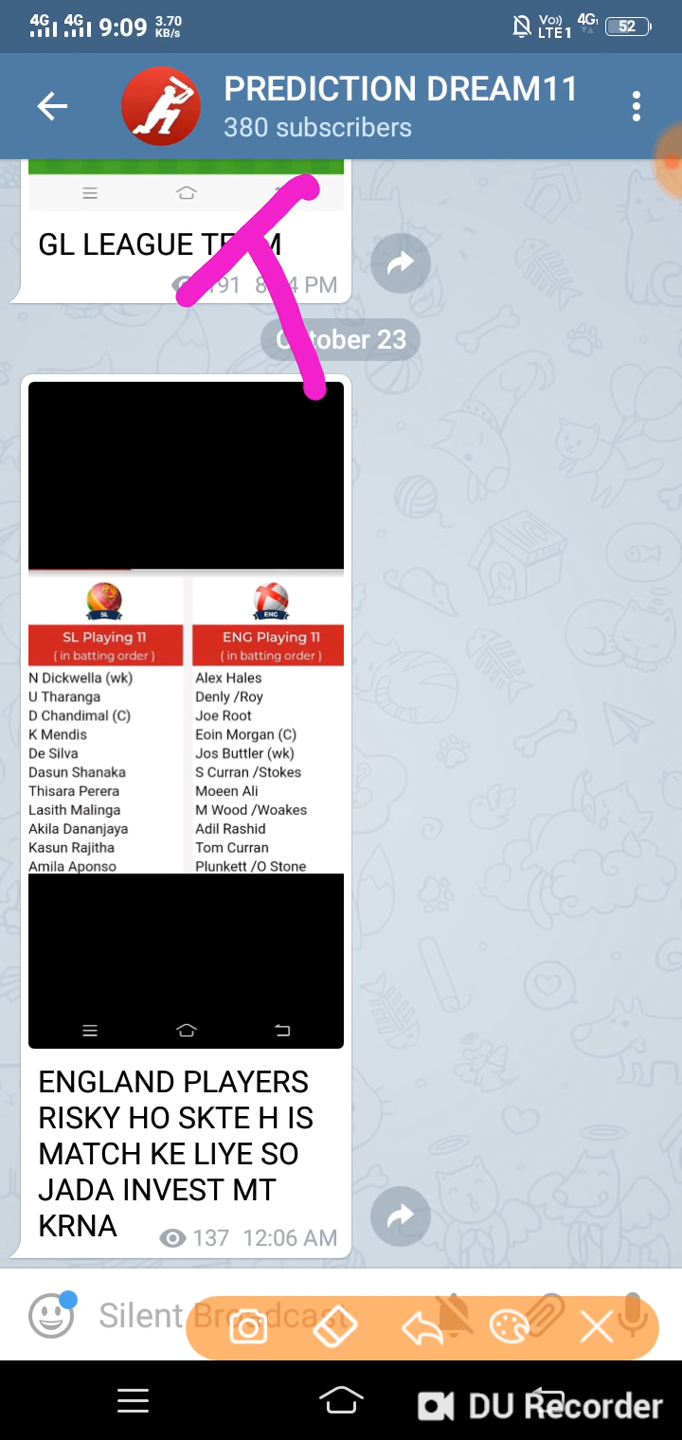 4G 4G 9:09 3.70 KB/s Vo)) LTE1 4G 52
PREDICTION DREAM11
380 subscribers
GL LEAGUE TEAM
191 PM
October 23
SL ENG
SL Playing 11
( in batting order )
N Dickwella (wk)
U Tharanga
D Chandimal (C)
K Mendis
De Silva
Dasun Shanaka
Thisara Perera
Lasith Malinga
Akila Dananjaya
Kasun Rajitha
Amila Aponso
ENG Playing 11
( in batting order )
Alex Hales
Denly /Roy
Joe Root
Eoin Morgan (C)
Jos Buttler (wk)
S Curran /Stokes
Moeen Ali
M Wood /Woakes
Adil Rashid
Tom Curran
Plunkett /O Stone
ENGLAND PLAYERS
RISKY HO SKTE H IS
MATCH KE LIYE SO
JADA INVEST MT
KRNA
137 12:06 AM
Silent Broadcast
DU Recorder